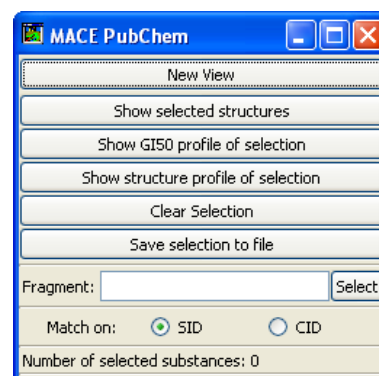 MACE PubChem
New View
Show selected structures
Show GI50 profile of selection
Show structure profile of selection
Clear Selection
Save selection to file
Fragment: Select
Match on: SID CID
Number of selected substances: 0